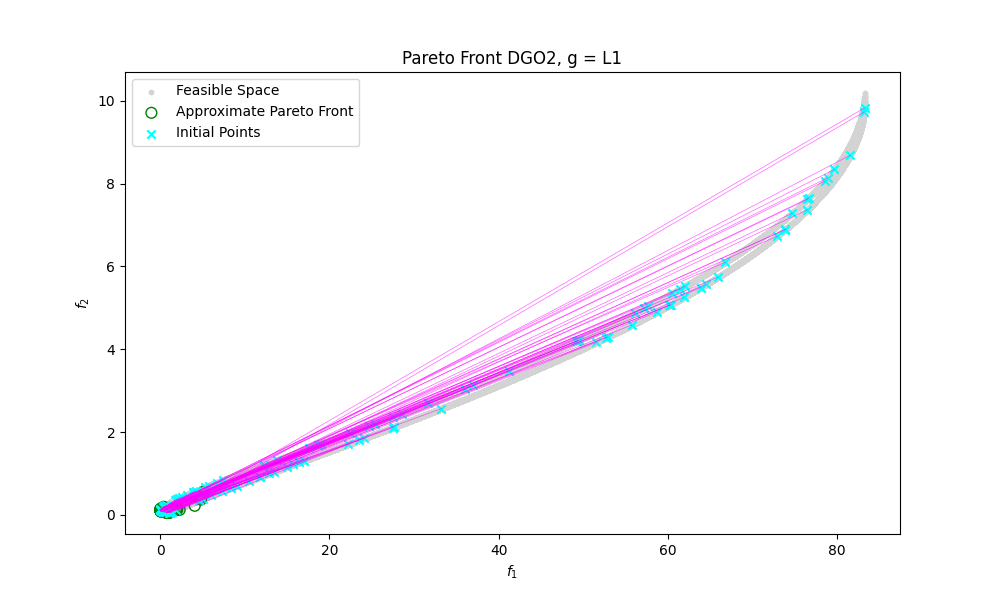 Pareto Front DGO2, g = L1
Feasible Space
Approximate Pareto Front
Initial Points
10
8
6
4
2
0
f₂
0 20 40 60 80
f₁